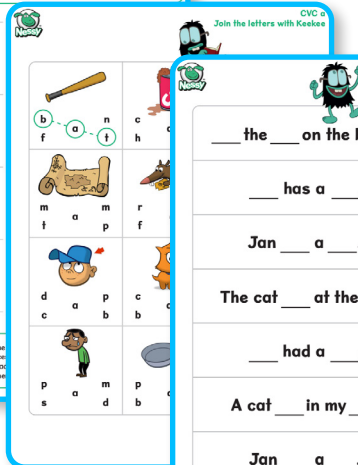 CVC a
Join the letters with Keekee
Nessy
Nessy
b n c
a
f t h
m m r
a
t p f
d p c
a
c b b
p m p
a
s d b
___ the ___ on the
___ has a ___
Jan ___ a ___
The cat ___ at the
___ had a ___
A cat ___ in my ___
Jan ___ a